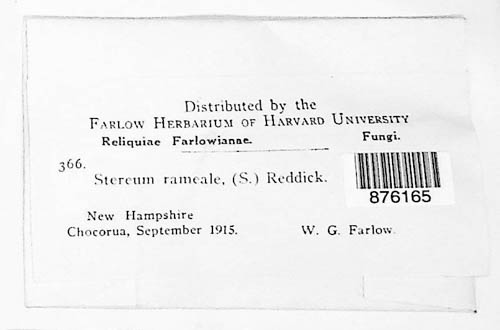 Distributed by the
FARLOW HERBARIUM OF HARVARD UNIVERSITY
Reliquiae Farlowianae. Fungi.
366.
Stereum rameale, (S.) Reddick.
876165
New Hampshire
Chocorua, September 1915. W. G. Farlow.